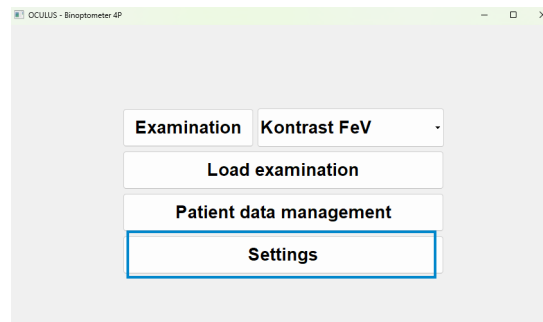 OCULUS - Binoptometer 4P
Examination Kontrast FeV
Load examination
Patient data management
Settings